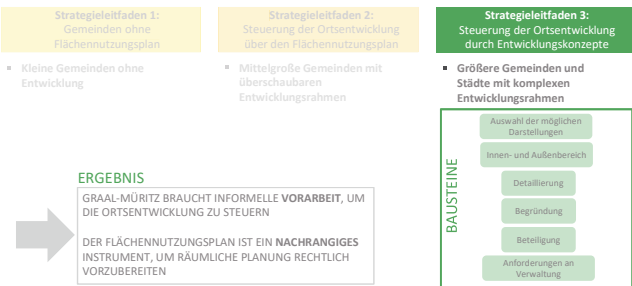 Strategieleitfaden 1:
Gemeinden ohne
Flächennutzungsplan
▪ Kleine Gemeinden ohne
Entwicklung
Strategieleitfaden 2:
Steuerung der Ortsentwicklung
über den Flächennutzungsplan
▪ Mittelgroße Gemeinden mit
überschaubaren
Entwicklungsrahmen
Strategieleitfaden 3:
Steuerung der Ortsentwicklung
durch Entwicklungskonzepte
▪ Größere Gemeinden und
Städte mit komplexen
Entwicklungsrahmen
BAUSTEINE
Auswahl der möglichen
Darstellungen
Innen- und Außenbereich
Detaillierung
Begründung
Beteiligung
Anforderungen an
Verwaltung
ERGEBNIS
GRAAL-MÜRITZ BRAUCHT INFORMELLE VORARBEIT, UM
DIE ORTSENTWICKLUNG ZU STEUERN
DER FLÄCHENNUTZUNGSPLAN IST EIN NACHRANGIGES
INSTRUMENT, UM RÄUMLICHE PLANUNG RECHTLICH
VORZUBEREITEN